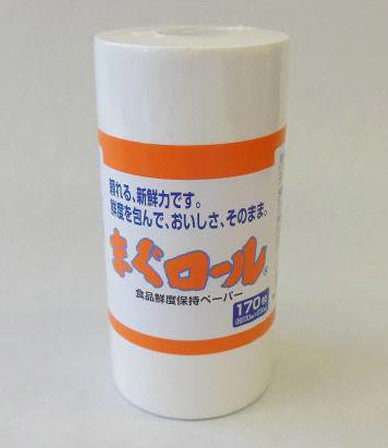 頼れる、新鮮力です。
鮮度を包んで、おいしさ、そのまま。
まぐロール®
食品鮮度保持ペーパー
170枚